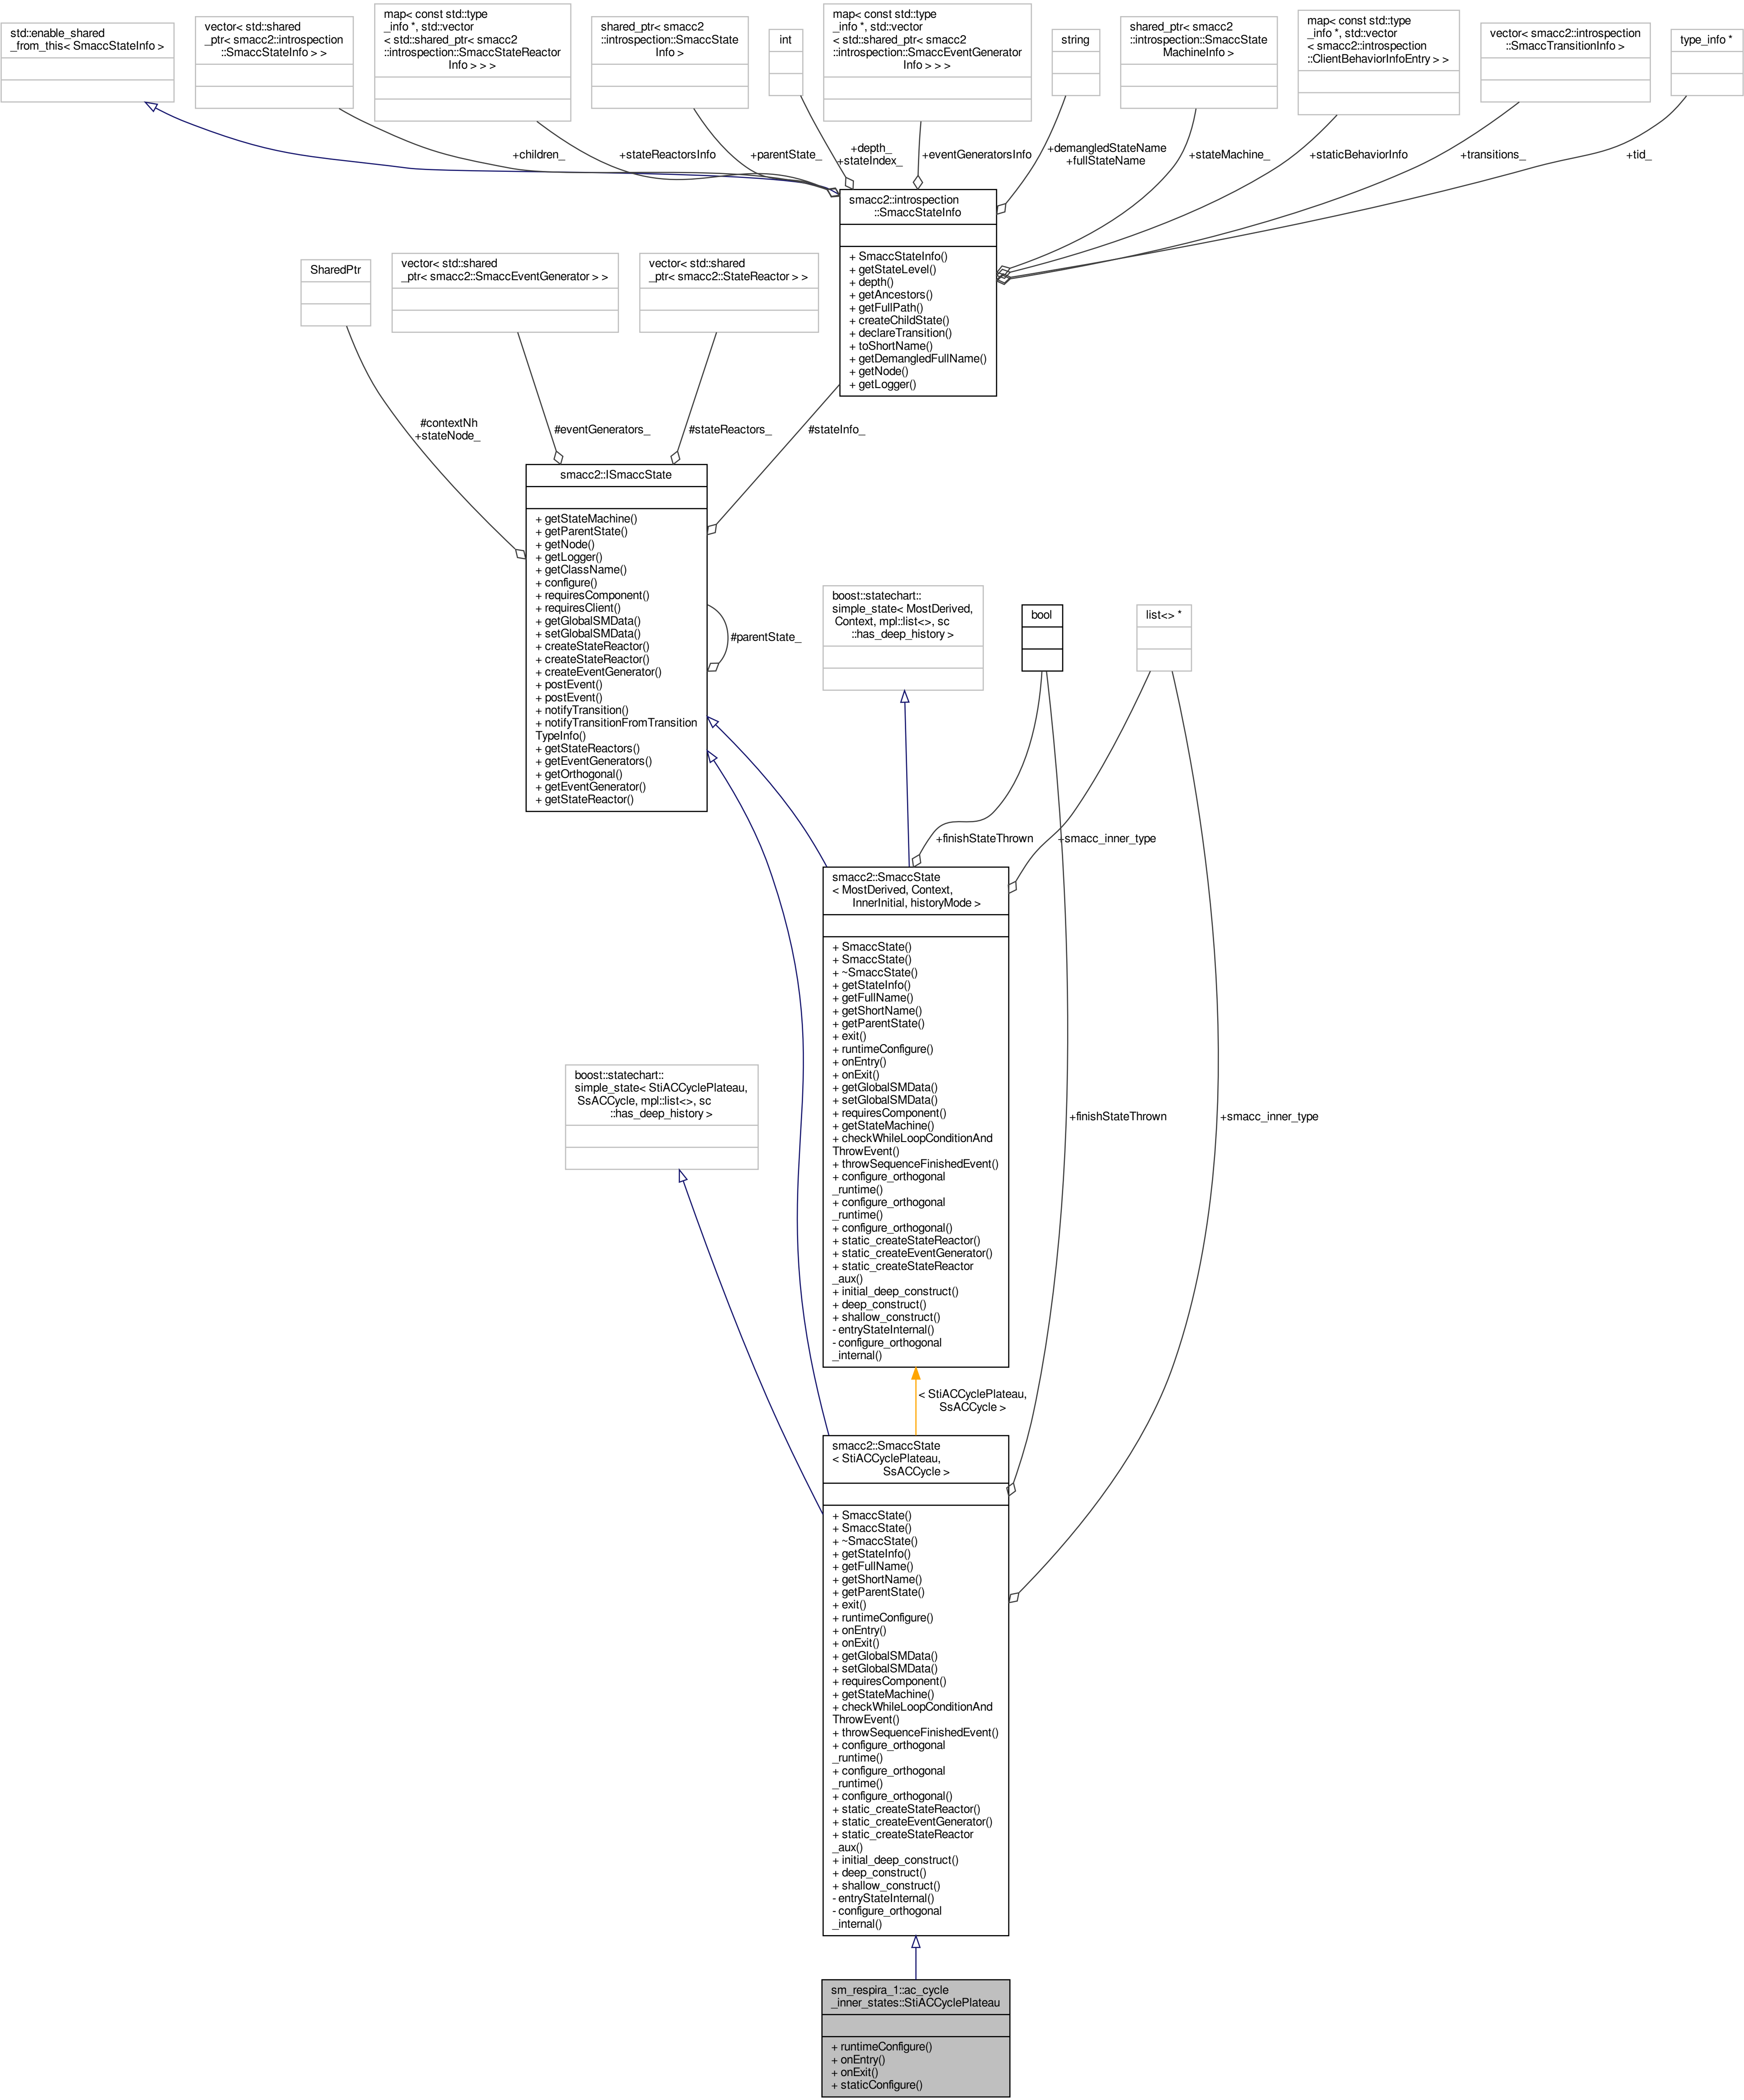 std::enable_shared
_from_this< SmaccStateInfo >
vector< std::shared
_ptr< smacc2::introspection
::SmaccStateInfo > >
map< const std::type
_info *, std::vector
< std::shared_ptr< smacc2
::introspection::SmaccStateReactor
Info > > >
shared_ptr< smacc2
::introspection::SmaccState
Info >
int
map< const std::type
_info *, std::vector
< std::shared_ptr< smacc2
::introspection::SmaccEventGenerator
Info > > >
string
shared_ptr< smacc2
::introspection::SmaccState
MachineInfo >
map< const std::type
_info *, std::vector
< smacc2::introspection
::ClientBehaviorInfoEntry > >
vector< smacc2::introspection
::SmaccTransitionInfo >
type_info *
+children_
+stateReactorsInfo
+parentState_
+depth_
+stateIndex_
+eventGeneratorsInfo
+demangledStateName
+fullStateName
+stateMachine_
+staticBehaviorInfo
+transitions_
+tid_
smacc2::introspection
::SmaccStateInfo
+ SmaccStateInfo()
+ getStateLevel()
+ depth()
+ getAncestors()
+ getFullPath()
+ createChildState()
+ declareTransition()
+ toShortName()
+ getDemangledFullName()
+ getNode()
+ getLogger()
SharedPtr
vector< std::shared
_ptr< smacc2::SmaccEventGenerator > >
vector< std::shared
_ptr< smacc2::StateReactor > >
#contextNh
+stateNode_
#eventGenerators_
#stateReactors_
#stateInfo_
smacc2::ISmaccState
+ getStateMachine()
+ getParentState()
+ getNode()
+ getLogger()
+ getClassName()
+ configure()
+ requiresComponent()
+ requiresClient()
+ getGlobalSMData()
+ setGlobalSMData()
+ createStateReactor()
+ createStateReactor()
+ createEventGenerator()
+ postEvent()
+ postEvent()
+ notifyTransition()
+ notifyTransitionFromTransition
TypeInfo()
+ getStateReactors()
+ getEventGenerators()
+ getOrthogonal()
+ getEventGenerator()
+ getStateReactor()
#parentState_
boost::statechart::
simple_state< MostDerived,
Context, mpl::list<>, sc
::has_deep_history >
bool
list<> *
+finishStateThrown
+smacc_inner_type
smacc2::SmaccState
< MostDerived, Context,
InnerInitial, historyMode >
+ SmaccState()
+ SmaccState()
+ ~SmaccState()
+ getStateInfo()
+ getFullName()
+ getShortName()
+ getParentState()
+ exit()
+ runtimeConfigure()
+ onEntry()
+ onExit()
+ getGlobalSMData()
+ setGlobalSMData()
+ requiresComponent()
+ getStateMachine()
+ checkWhileLoopConditionAnd
ThrowEvent()
+ throwSequenceFinishedEvent()
+ configure_orthogonal
_runtime()
+ configure_orthogonal
_runtime()
+ configure_orthogonal()
+ static_createStateReactor()
+ static_createEventGenerator()
+ static_createStateReactor
_aux()
+ initial_deep_construct()
+ deep_construct()
+ shallow_construct()
- entryStateInternal()
- configure_orthogonal
_internal()
boost::statechart::
simple_state< StiACCyclePlateau,
SsACCycle, mpl::list<>, sc
::has_deep_history >
+finishStateThrown
+smacc_inner_type
< StiACCyclePlateau,
SsACCycle >
smacc2::SmaccState
< StiACCyclePlateau,
SsACCycle >
+ SmaccState()
+ SmaccState()
+ ~SmaccState()
+ getStateInfo()
+ getFullName()
+ getShortName()
+ getParentState()
+ exit()
+ runtimeConfigure()
+ onEntry()
+ onExit()
+ getGlobalSMData()
+ setGlobalSMData()
+ requiresComponent()
+ getStateMachine()
+ checkWhileLoopConditionAnd
ThrowEvent()
+ throwSequenceFinishedEvent()
+ configure_orthogonal
_runtime()
+ configure_orthogonal
_runtime()
+ configure_orthogonal()
+ static_createStateReactor()
+ static_createEventGenerator()
+ static_createStateReactor
_aux()
+ initial_deep_construct()
+ deep_construct()
+ shallow_construct()
- entryStateInternal()
- configure_orthogonal
_internal()
sm_respira_1::ac_cycle
_inner_states::StiACCyclePlateau
+ runtimeConfigure()
+ onEntry()
+ onExit()
+ staticConfigure()